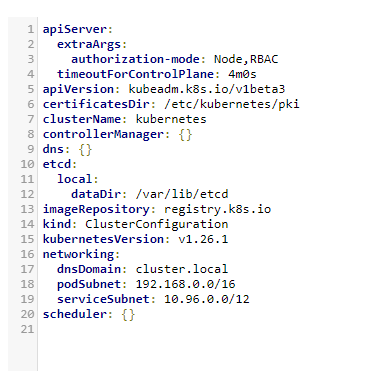 1 apiServer:
2   extraArgs:
3     authorization-mode: Node,RBAC
4   timeoutForControlPlane: 4m0s
5 apiVersion: kubeadm.k8s.io/v1beta3
6 certificatesDir: /etc/kubernetes/pki
7 clusterName: kubernetes
8 controllerManager: {}
9 dns: {}
10 etcd:
11   local:
12     dataDir: /var/lib/etcd
13 imageRepository: registry.k8s.io
14 kind: ClusterConfiguration
15 kubernetesVersion: v1.26.1
16 networking:
17   dnsDomain: cluster.local
18   podSubnet: 192.168.0.0/16
19   serviceSubnet: 10.96.0.0/12
20 scheduler: {}
21